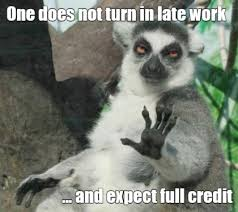 One does not turn in late work
... and expect full credit